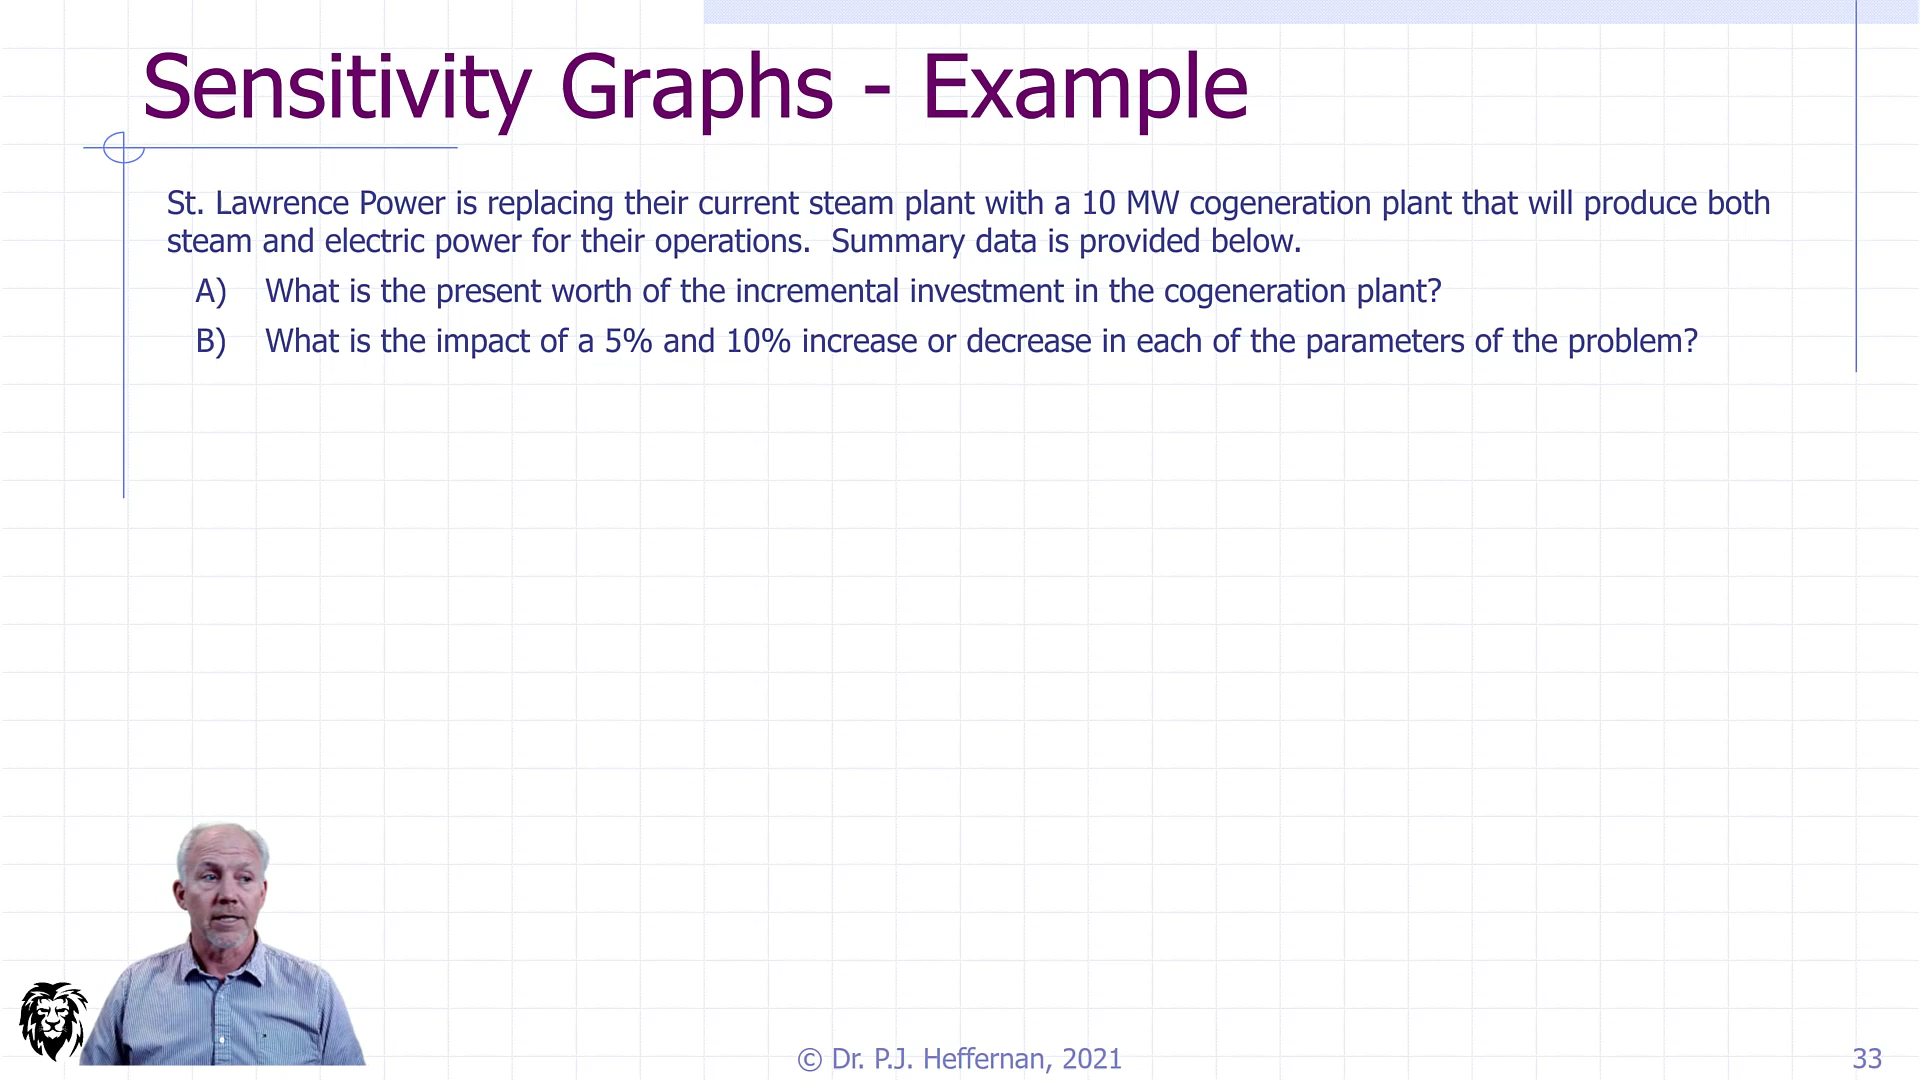 Sensitivity Graphs - Example
St. Lawrence Power is replacing their current steam plant with a 10 MW cogeneration plant that will produce both
steam and electric power for their operations.  Summary data is provided below.
A) What is the present worth of the incremental investment in the cogeneration plant?
B) What is the impact of a 5% and 10% increase or decrease in each of the parameters of the problem?
© Dr. P.J. Heffernan, 2021
33